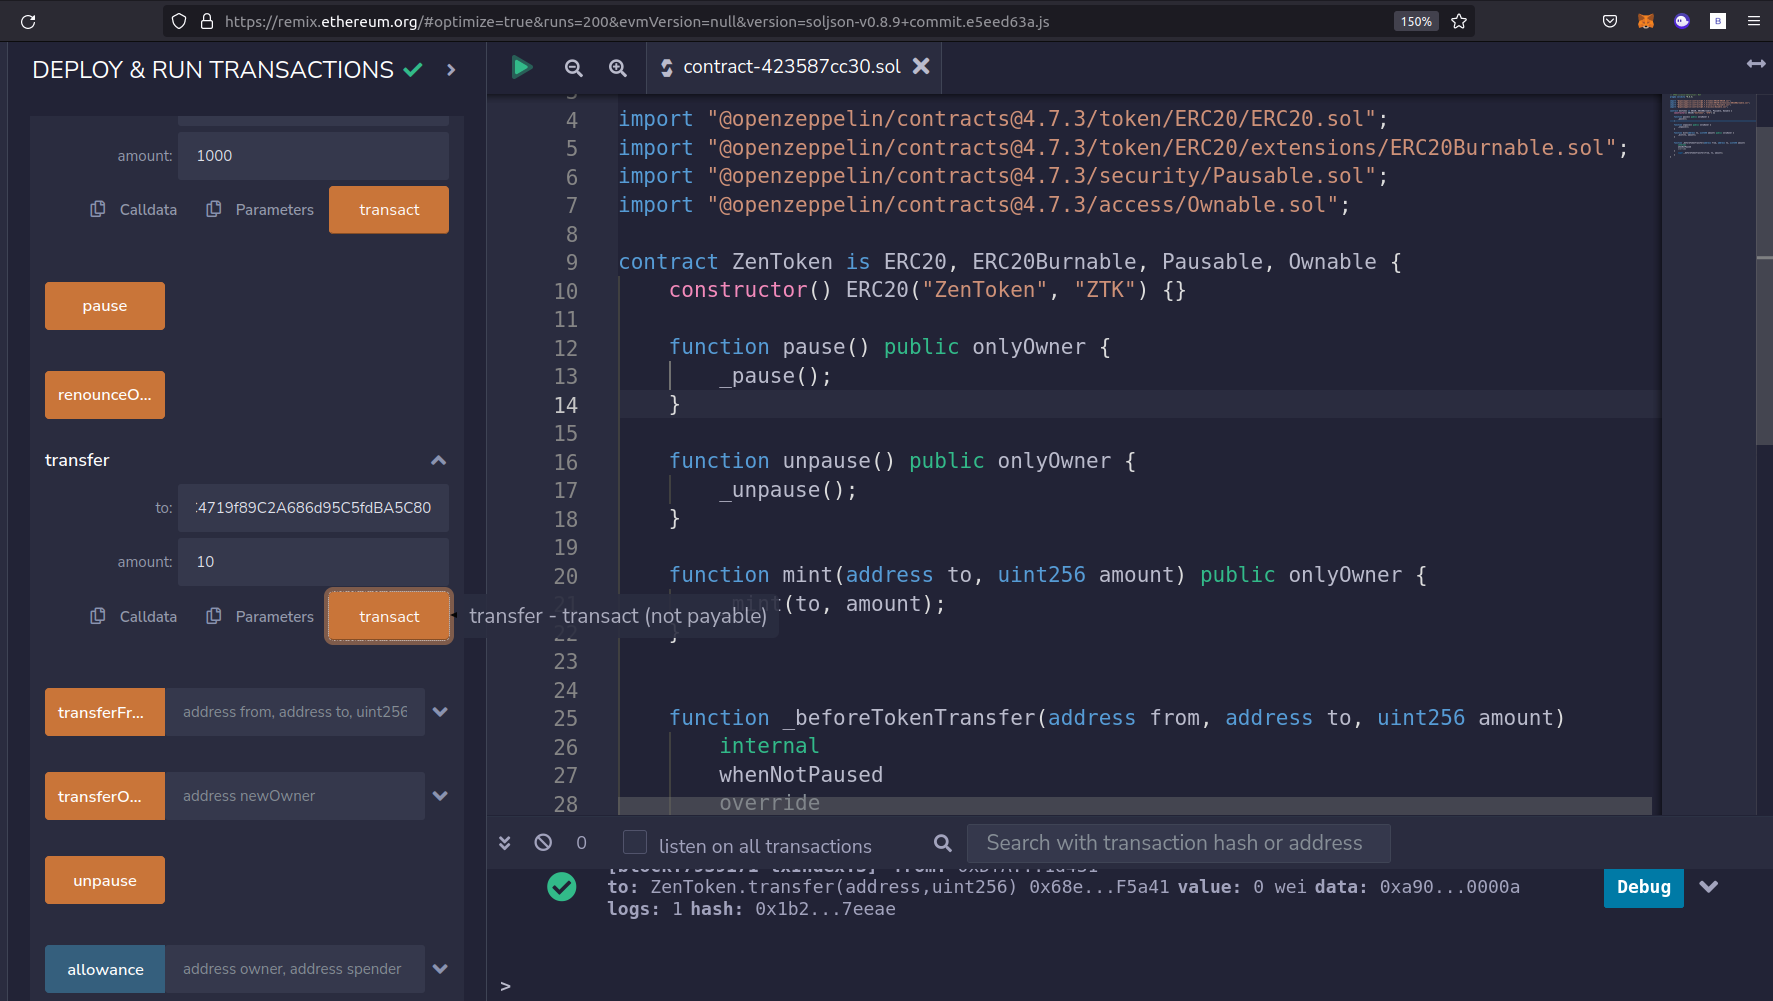 https://remix.ethereum.org/#optimize=true&runs=200&evmVersion=null&version=soljson-v0.8.9+commit.e5eed63a.js
150%
B
DEPLOY & RUN TRANSACTIONS
amount:
1000
Calldata
Parameters
transact
pause
renounceO...
transfer
to:
4719f89C2A686d95C5fdBA5C80
amount:
10
Calldata
Parameters
transact
transfer - transact (not payable)
transferFr...
address from, address to, uint256
transferO...
address newOwner
unpause
allowance
address owner, address spender
contract-423587cc30.sol
4 import "@openzeppelin/contracts@4.7.3/token/ERC20/ERC20.sol";
5 import "@openzeppelin/contracts@4.7.3/token/ERC20/extensions/ERC20Burnable.sol";
6 import "@openzeppelin/contracts@4.7.3/security/Pausable.sol";
7 import "@openzeppelin/contracts@4.7.3/access/Ownable.sol";
8
9 contract ZenToken is ERC20, ERC20Burnable, Pausable, Ownable {
10 constructor() ERC20("ZenToken", "ZTK") {}
11
12 function pause() public onlyOwner {
13 _pause();
14 }
15
16 function unpause() public onlyOwner {
17 _unpause();
18 }
19
20 function mint(address to, uint256 amount) public onlyOwner {
21 _mint(to, amount);
22 }
23
24
25 function _beforeTokenTransfer(address from, address to, uint256 amount)
26 internal
27 whenNotPaused
28 override
0
listen on all transactions
Search with transaction hash or address
to: ZenToken.transfer(address,uint256) 0x68e...F5a41 value: 0 wei data: 0xa90...0000a
logs: 1 hash: 0x1b2...7eeae
Debug
>